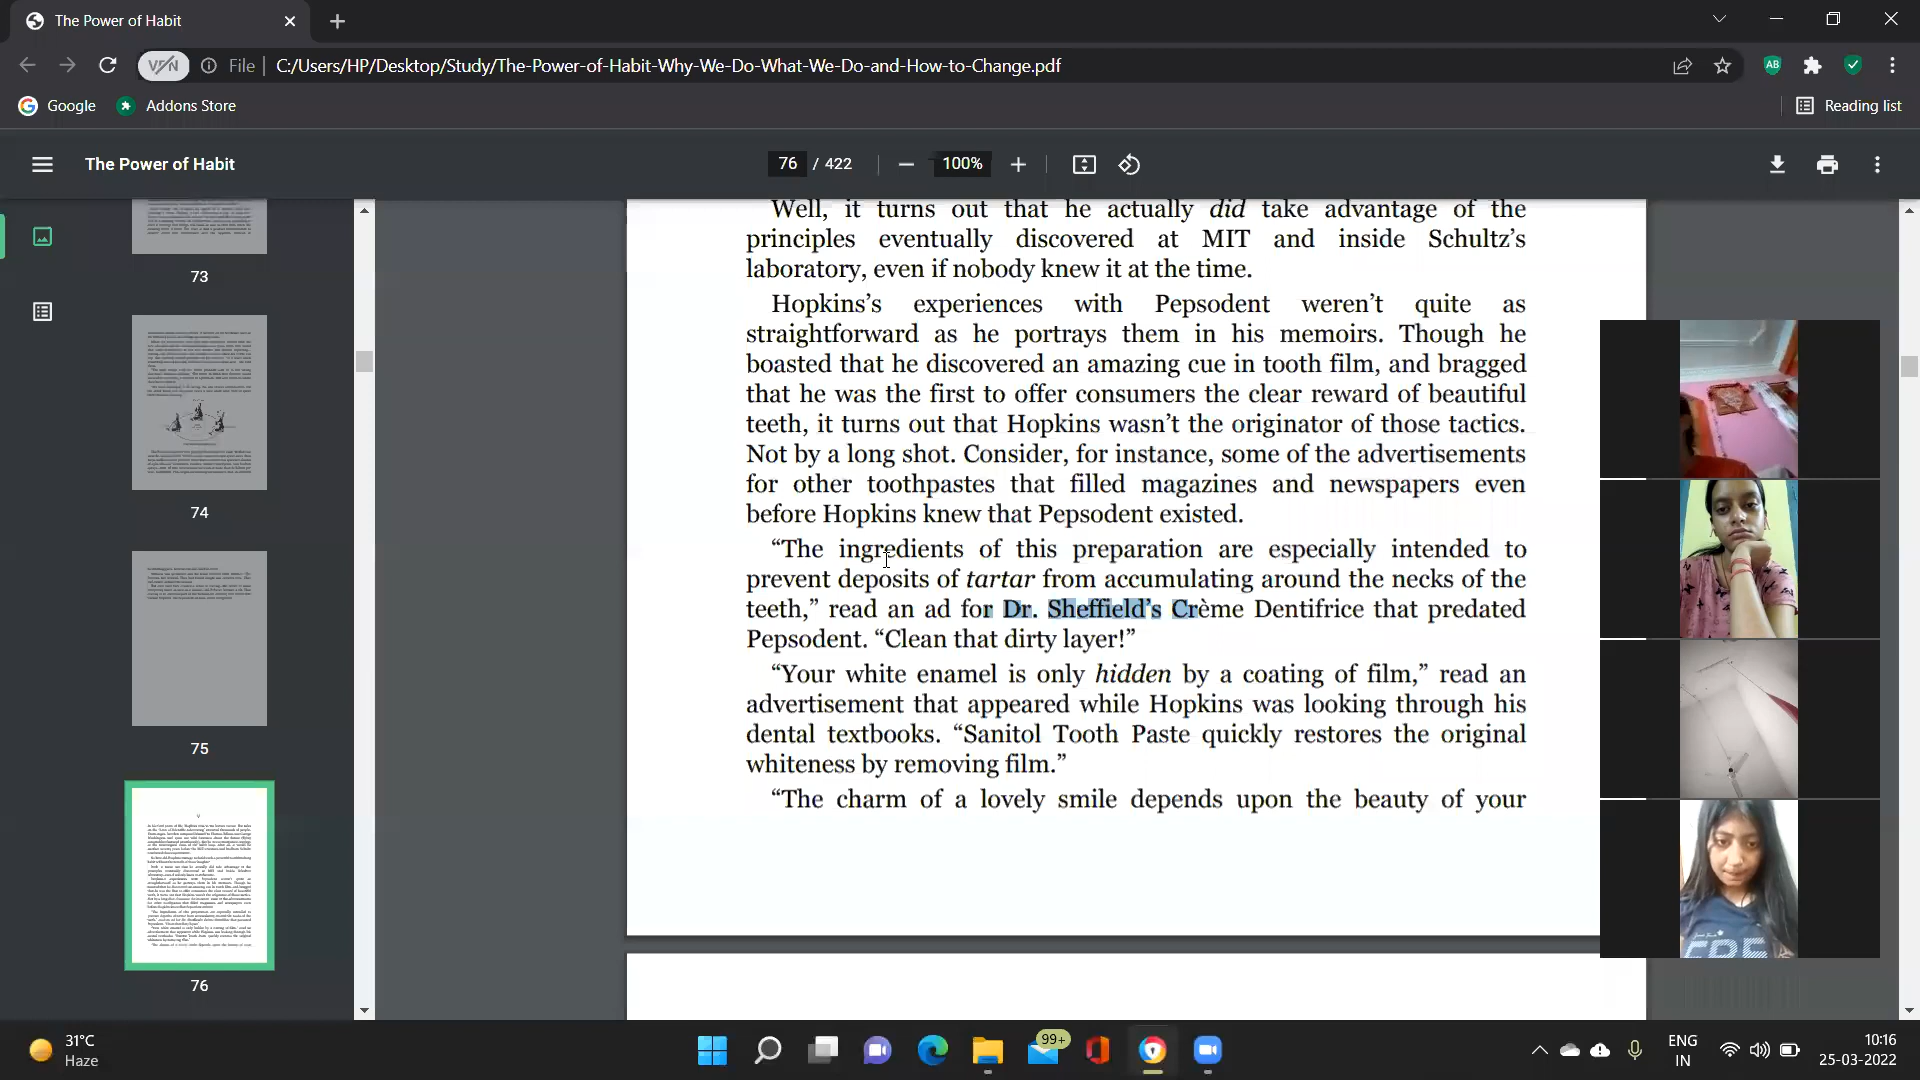 The Power of Habit
VPN File C:/Users/HP/Desktop/Study/The-Power-of-Habit-Why-We-Do-What-We-Do-and-How-to-Change.pdf AB
Google Addons Store Reading list
The Power of Habit 76 / 422 100%
73
74
75
76
Well, it turns out that he actually did take advantage of the
principles eventually discovered at MIT and inside Schultz’s
laboratory, even if nobody knew it at the time.
Hopkins’s experiences with Pepsodent weren’t quite as
straightforward as he portrays them in his memoirs. Though he
boasted that he discovered an amazing cue in tooth film, and bragged
that he was the first to offer consumers the clear reward of beautiful
teeth, it turns out that Hopkins wasn’t the originator of those tactics.
Not by a long shot. Consider, for instance, some of the advertisements
for other toothpastes that filled magazines and newspapers even
before Hopkins knew that Pepsodent existed.
“The ingredients of this preparation are especially intended to
prevent deposits of tartar from accumulating around the necks of the
teeth,” read an ad for Dr. Sheffield’s Crème Dentifrice that predated
Pepsodent. “Clean that dirty layer!”
“Your white enamel is only hidden by a coating of film,” read an
advertisement that appeared while Hopkins was looking through his
dental textbooks. “Sanitol Tooth Paste quickly restores the original
whiteness by removing film.”
“The charm of a lovely smile depends upon the beauty of your
31°C
Haze
99+
ENG
IN
10:16
25-03-2022